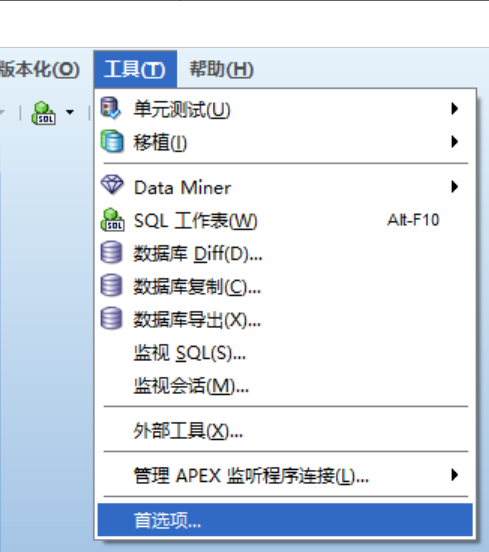 版本化(O) 工具(T) 帮助(H)
SQL
单元测试(U)
移植(I)
Data Miner
SQL 工作表(W) Alt-F10
数据库 Diff(D)...
数据库复制(C)...
数据库导出(X)...
监视 SQL(S)...
监视会话(M)...
外部工具(X)...
管理 APEX 监听程序连接(L)...
首选项...